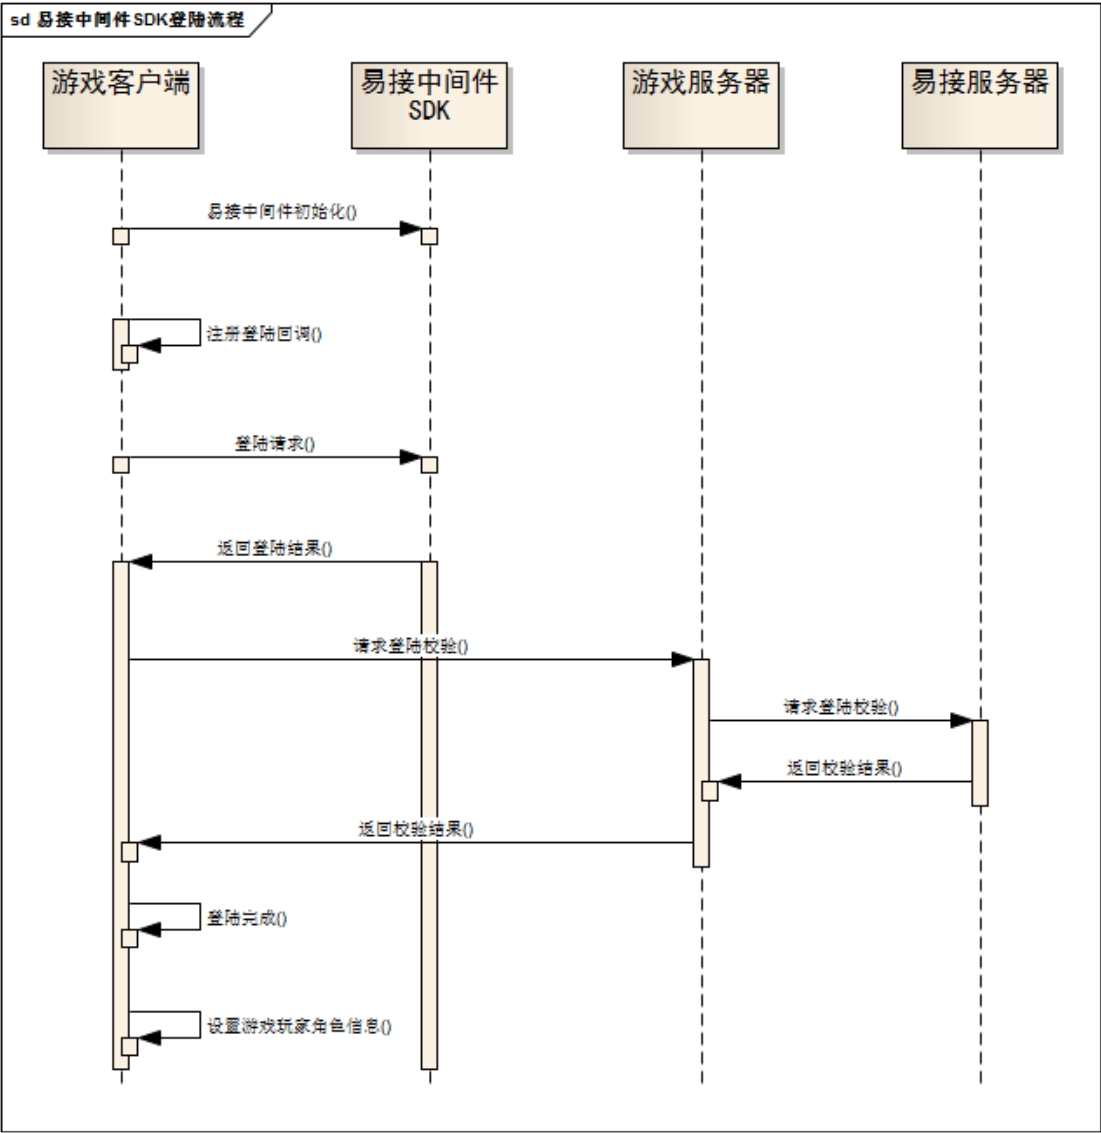 sd 易接中间件SDK登陆流程
游戏客户端
易接中间件
SDK
游戏服务器
易接服务器
易接中间件初始化()
注册登陆回调()
登陆请求()
返回登陆结果()
请求登陆校验()
请求登陆校验()
返回校验结果()
返回校验结果()
登陆完成()
设置游戏玩家角色信息()